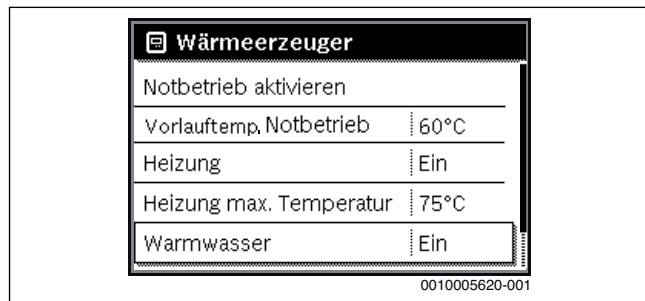 Wärmeerzeuger
Notbetrieb aktivieren
Vorlauftemp. Notbetrieb 60°C
Heizung Ein
Heizung max. Temperatur 75°C
Warmwasser Ein
0010005620-001